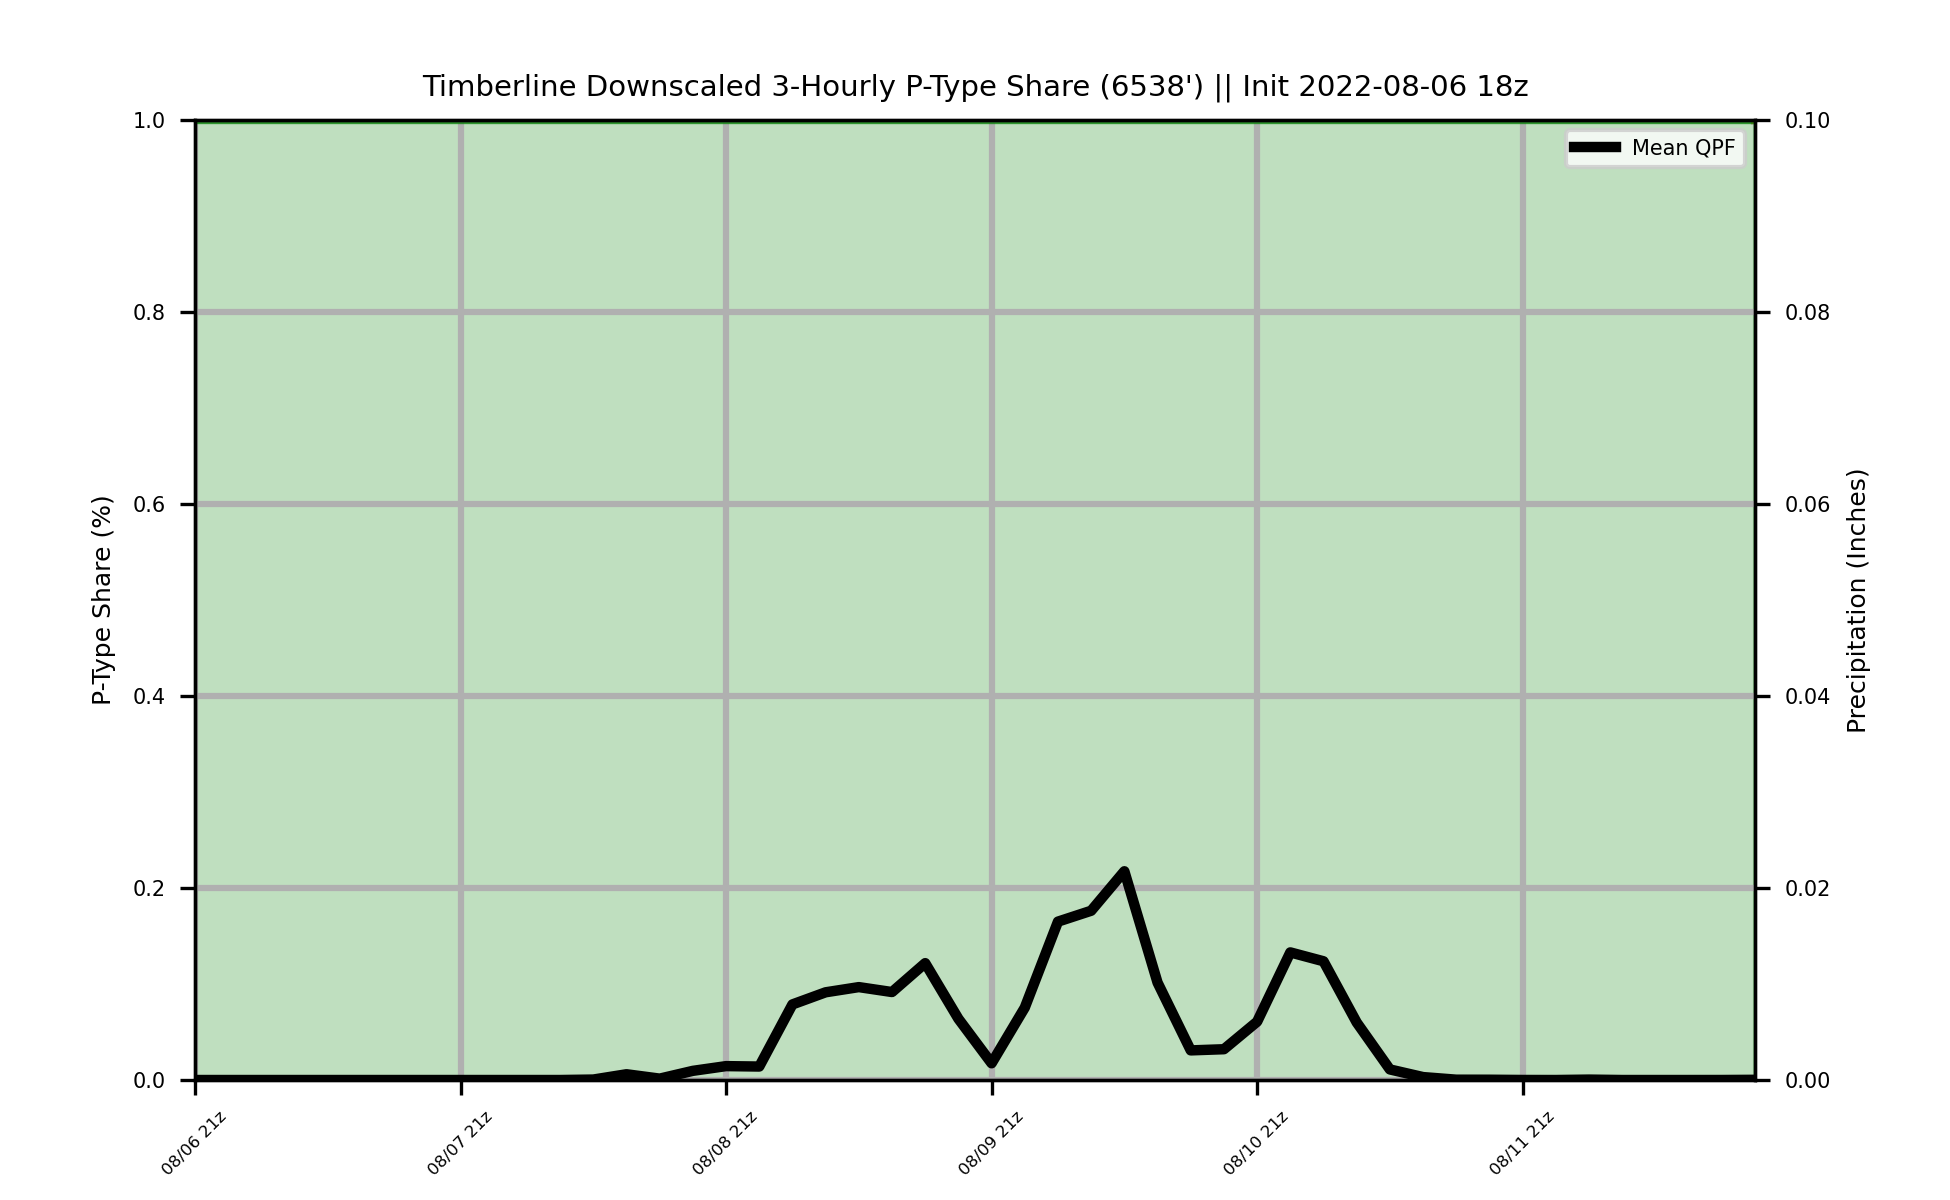 Timberline Downscaled 3-Hourly P-Type Share (6538') || Init 2022-08-06 18z
Mean QPF
P-Type Share (%)
1.0
0.8
0.6
0.4
0.2
0.0
0.10
0.08
0.06
0.04
0.02
0.00
Precipitation (Inches)
08/06 21z
08/07 21z
08/08 21z
08/09 21z
08/10 21z
08/11 21z